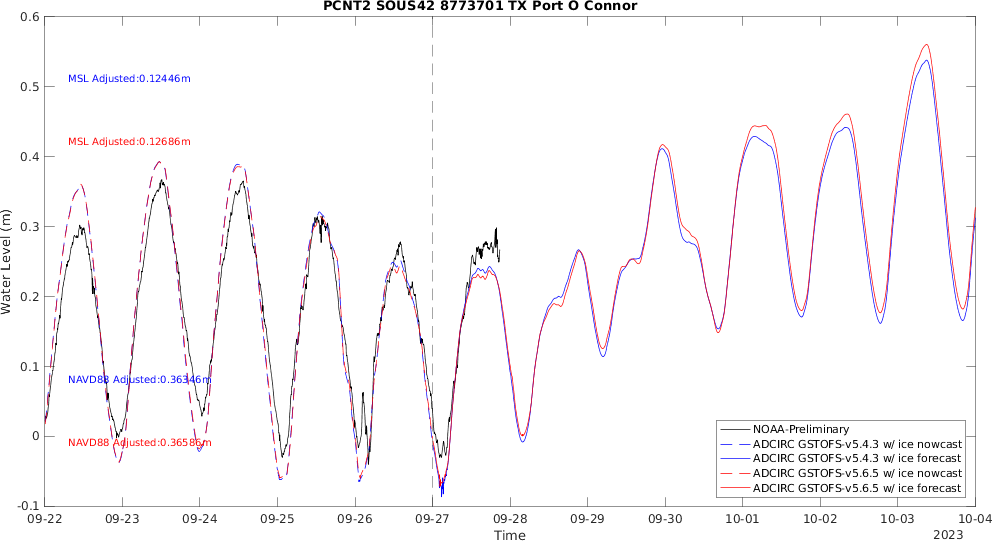 PCNT2 SOUS42 8773701 TX Port O Connor
0.6
0.5
0.4
0.3
0.2
0.1
0
-0.1
Water Level (m)
MSL Adjusted:0.12446m
MSL Adjusted:0.12686m
NAVD88 Adjusted:0.36346m
NAVD88 Adjusted:0.36586m
NOAA-Preliminary
ADCIRC GSTOFS-v5.4.3 w/ ice nowcast
ADCIRC GSTOFS-v5.4.3 w/ ice forecast
ADCIRC GSTOFS-v5.6.5 w/ ice nowcast
ADCIRC GSTOFS-v5.6.5 w/ ice forecast
09-22 09-23 09-24 09-25 09-26 09-27 09-28 09-29 09-30 10-01 10-02 10-03 10-04
Time
2023